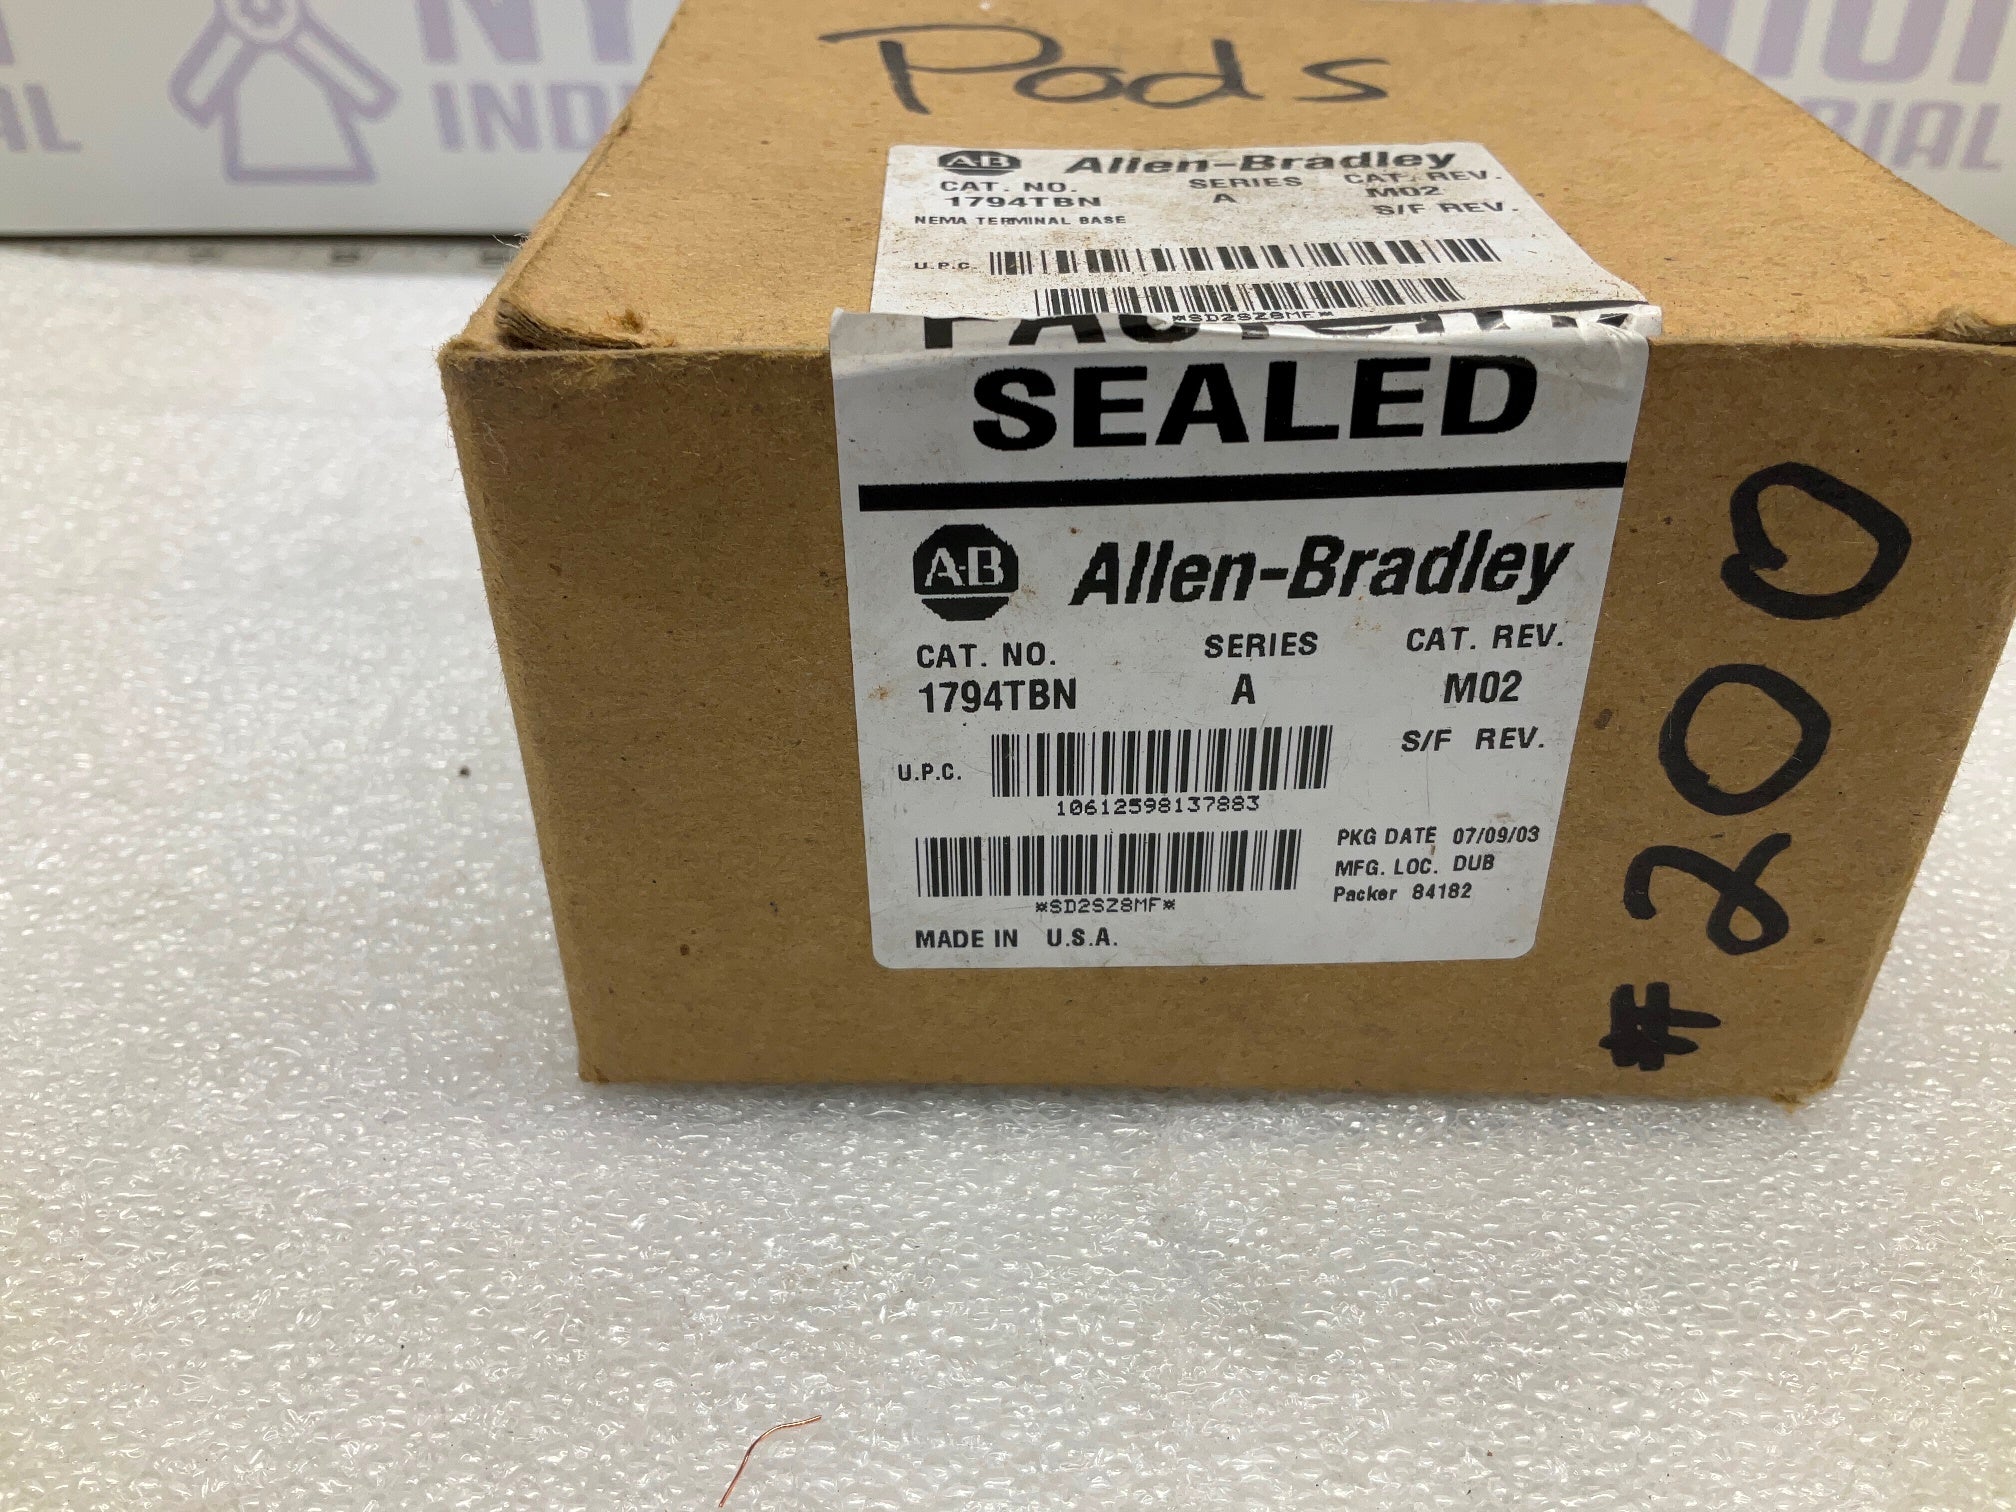 Pods
A-B Allen-Bradley
CAT. NO. SERIES CAT. REV.
1794TBN A M02
NEMA TERMINAL BASE S/F REV.
U.P.C.
*SD2SZ8MF*
FACTORY
SEALED
A-B Allen-Bradley
CAT. NO. SERIES CAT. REV.
1794TBN A M02
S/F REV.
U.P.C.
10612598137883
PKG DATE 07/09/03
MFG. LOC. DUB
Packer 84182
*SD2SZ8MF*
MADE IN U.S.A.
#200